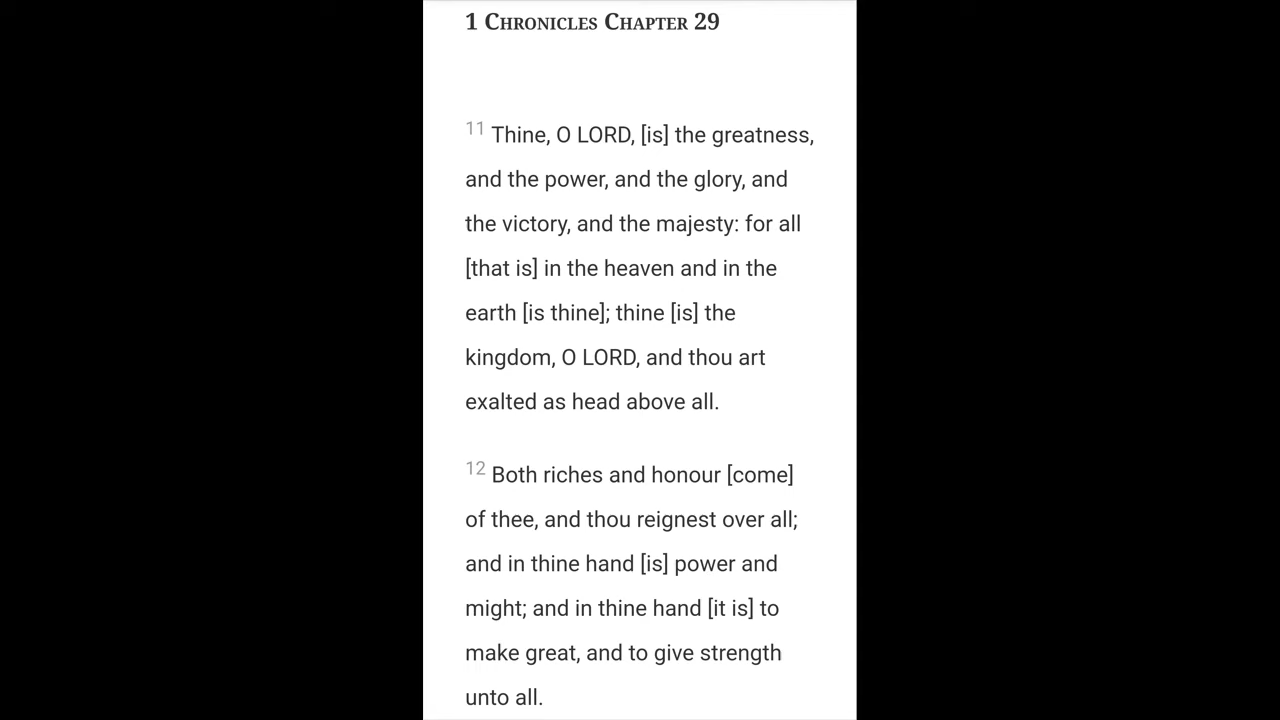 1 Chronicles Chapter 29
11 Thine, O LORD, [is] the greatness,
and the power, and the glory, and
the victory, and the majesty: for all
[that is] in the heaven and in the
earth [is thine]; thine [is] the
kingdom, O LORD, and thou art
exalted as head above all.
12 Both riches and honour [come]
of thee, and thou reignest over all;
and in thine hand [is] power and
might; and in thine hand [it is] to
make great, and to give strength
unto all.